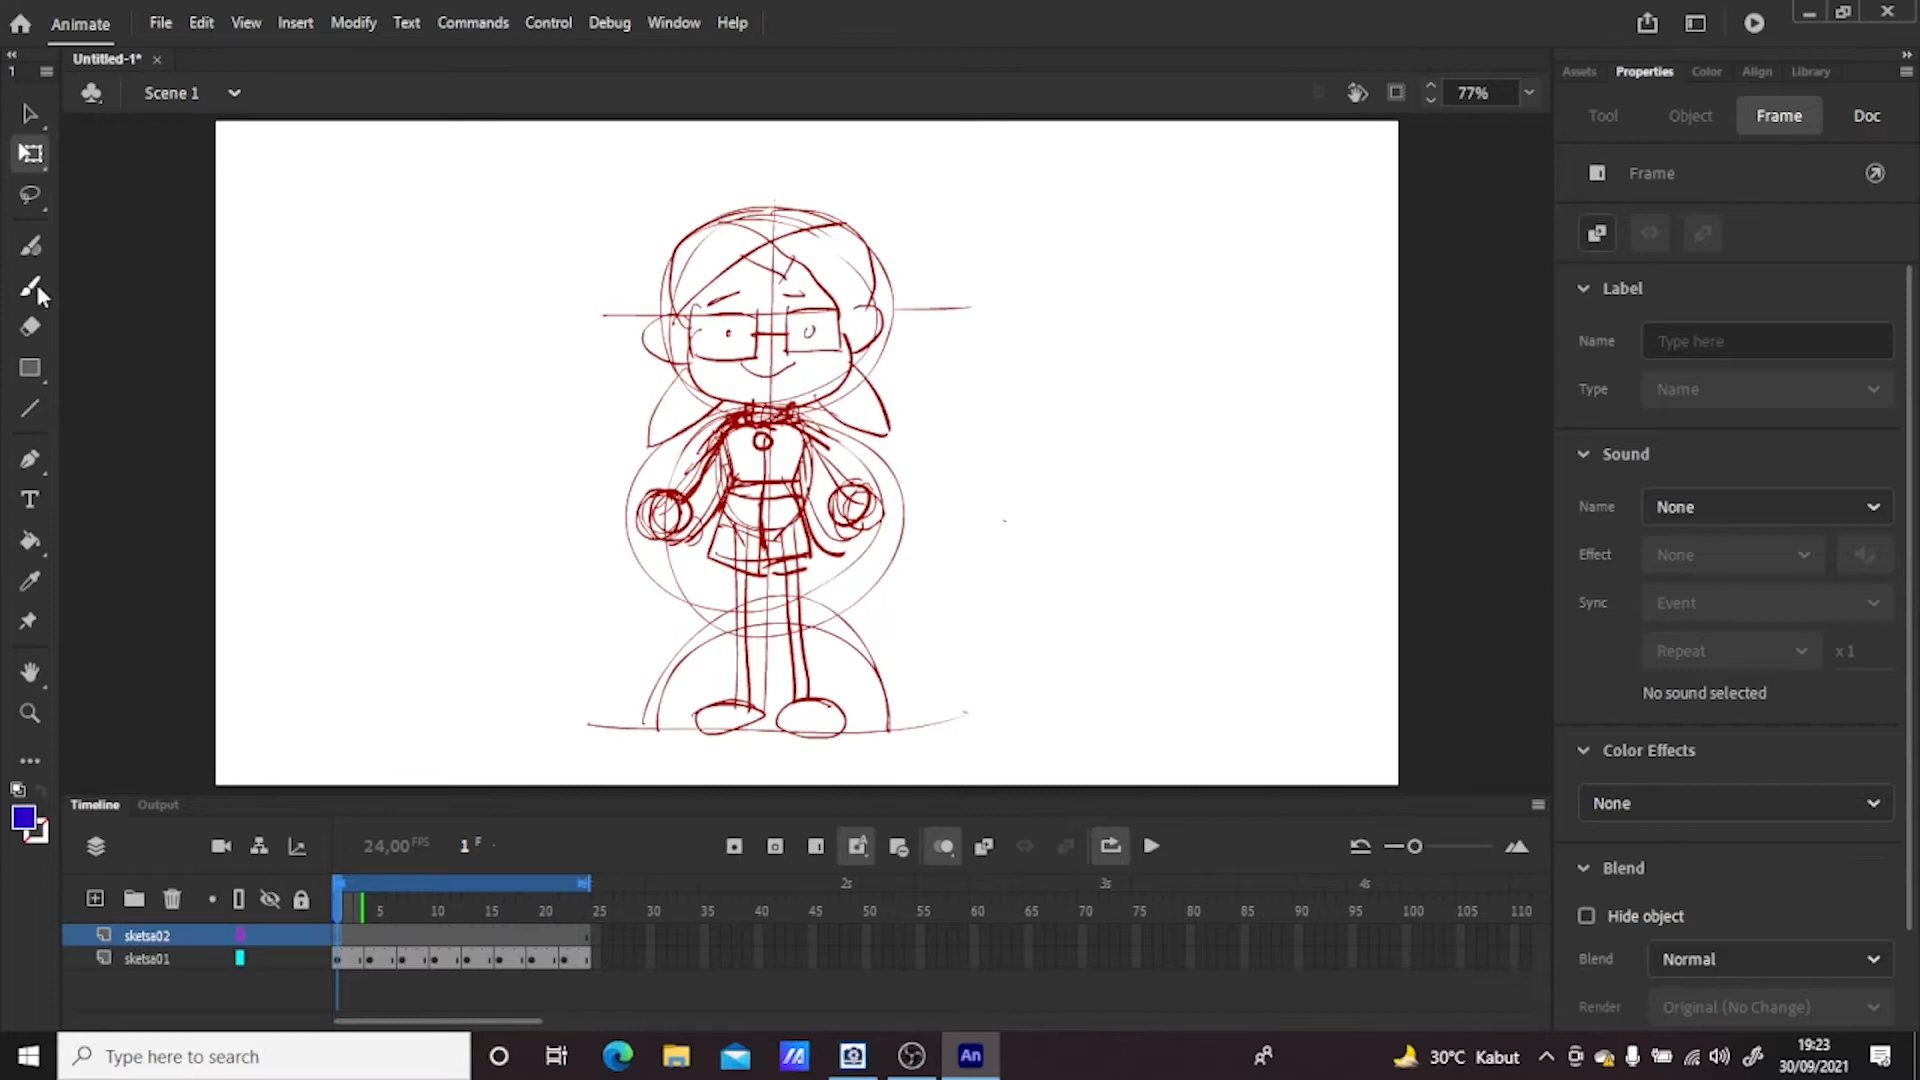 Animate File Edit View Insert Modify Text Commands Control Debug Window Help
Untitled-1*
1
Scene 1
77%
Assets Properties Color Align Library
Tool Object Frame Doc
Frame
Label
Name Type here
Type Name
Sound
Name None
Effect None
Sync Event
Repeat x 1
No sound selected
Color Effects
None
Blend
Hide object
Blend Normal
Render Original (No Change)
Timeline Output
24,00 FPS 1 F
2s 3s 4s
5 10 15 20 25 30 35 40 45 50 55 60 65 70 75 80 85 90 95 100 105 110
sketsa02
sketsa01
Type here to search
An
30°C Kabut
19:23
30/09/2021